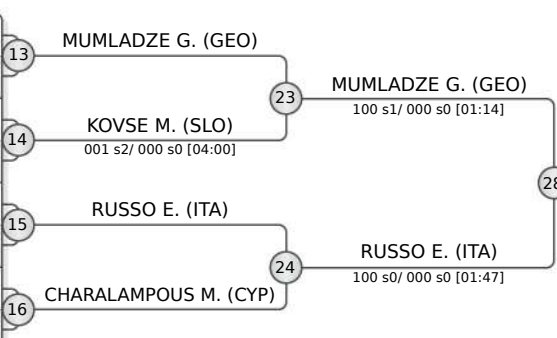 13
MUMLADZE G. (GEO)
23
MUMLADZE G. (GEO)
100 s1/ 000 s0 [01:14]
14
KOVSE M. (SLO)
001 s2/ 000 s0 [04:00]
28
15
RUSSO E. (ITA)
24
RUSSO E. (ITA)
100 s0/ 000 s0 [01:47]
16
CHARALAMPOUS M. (CYP)